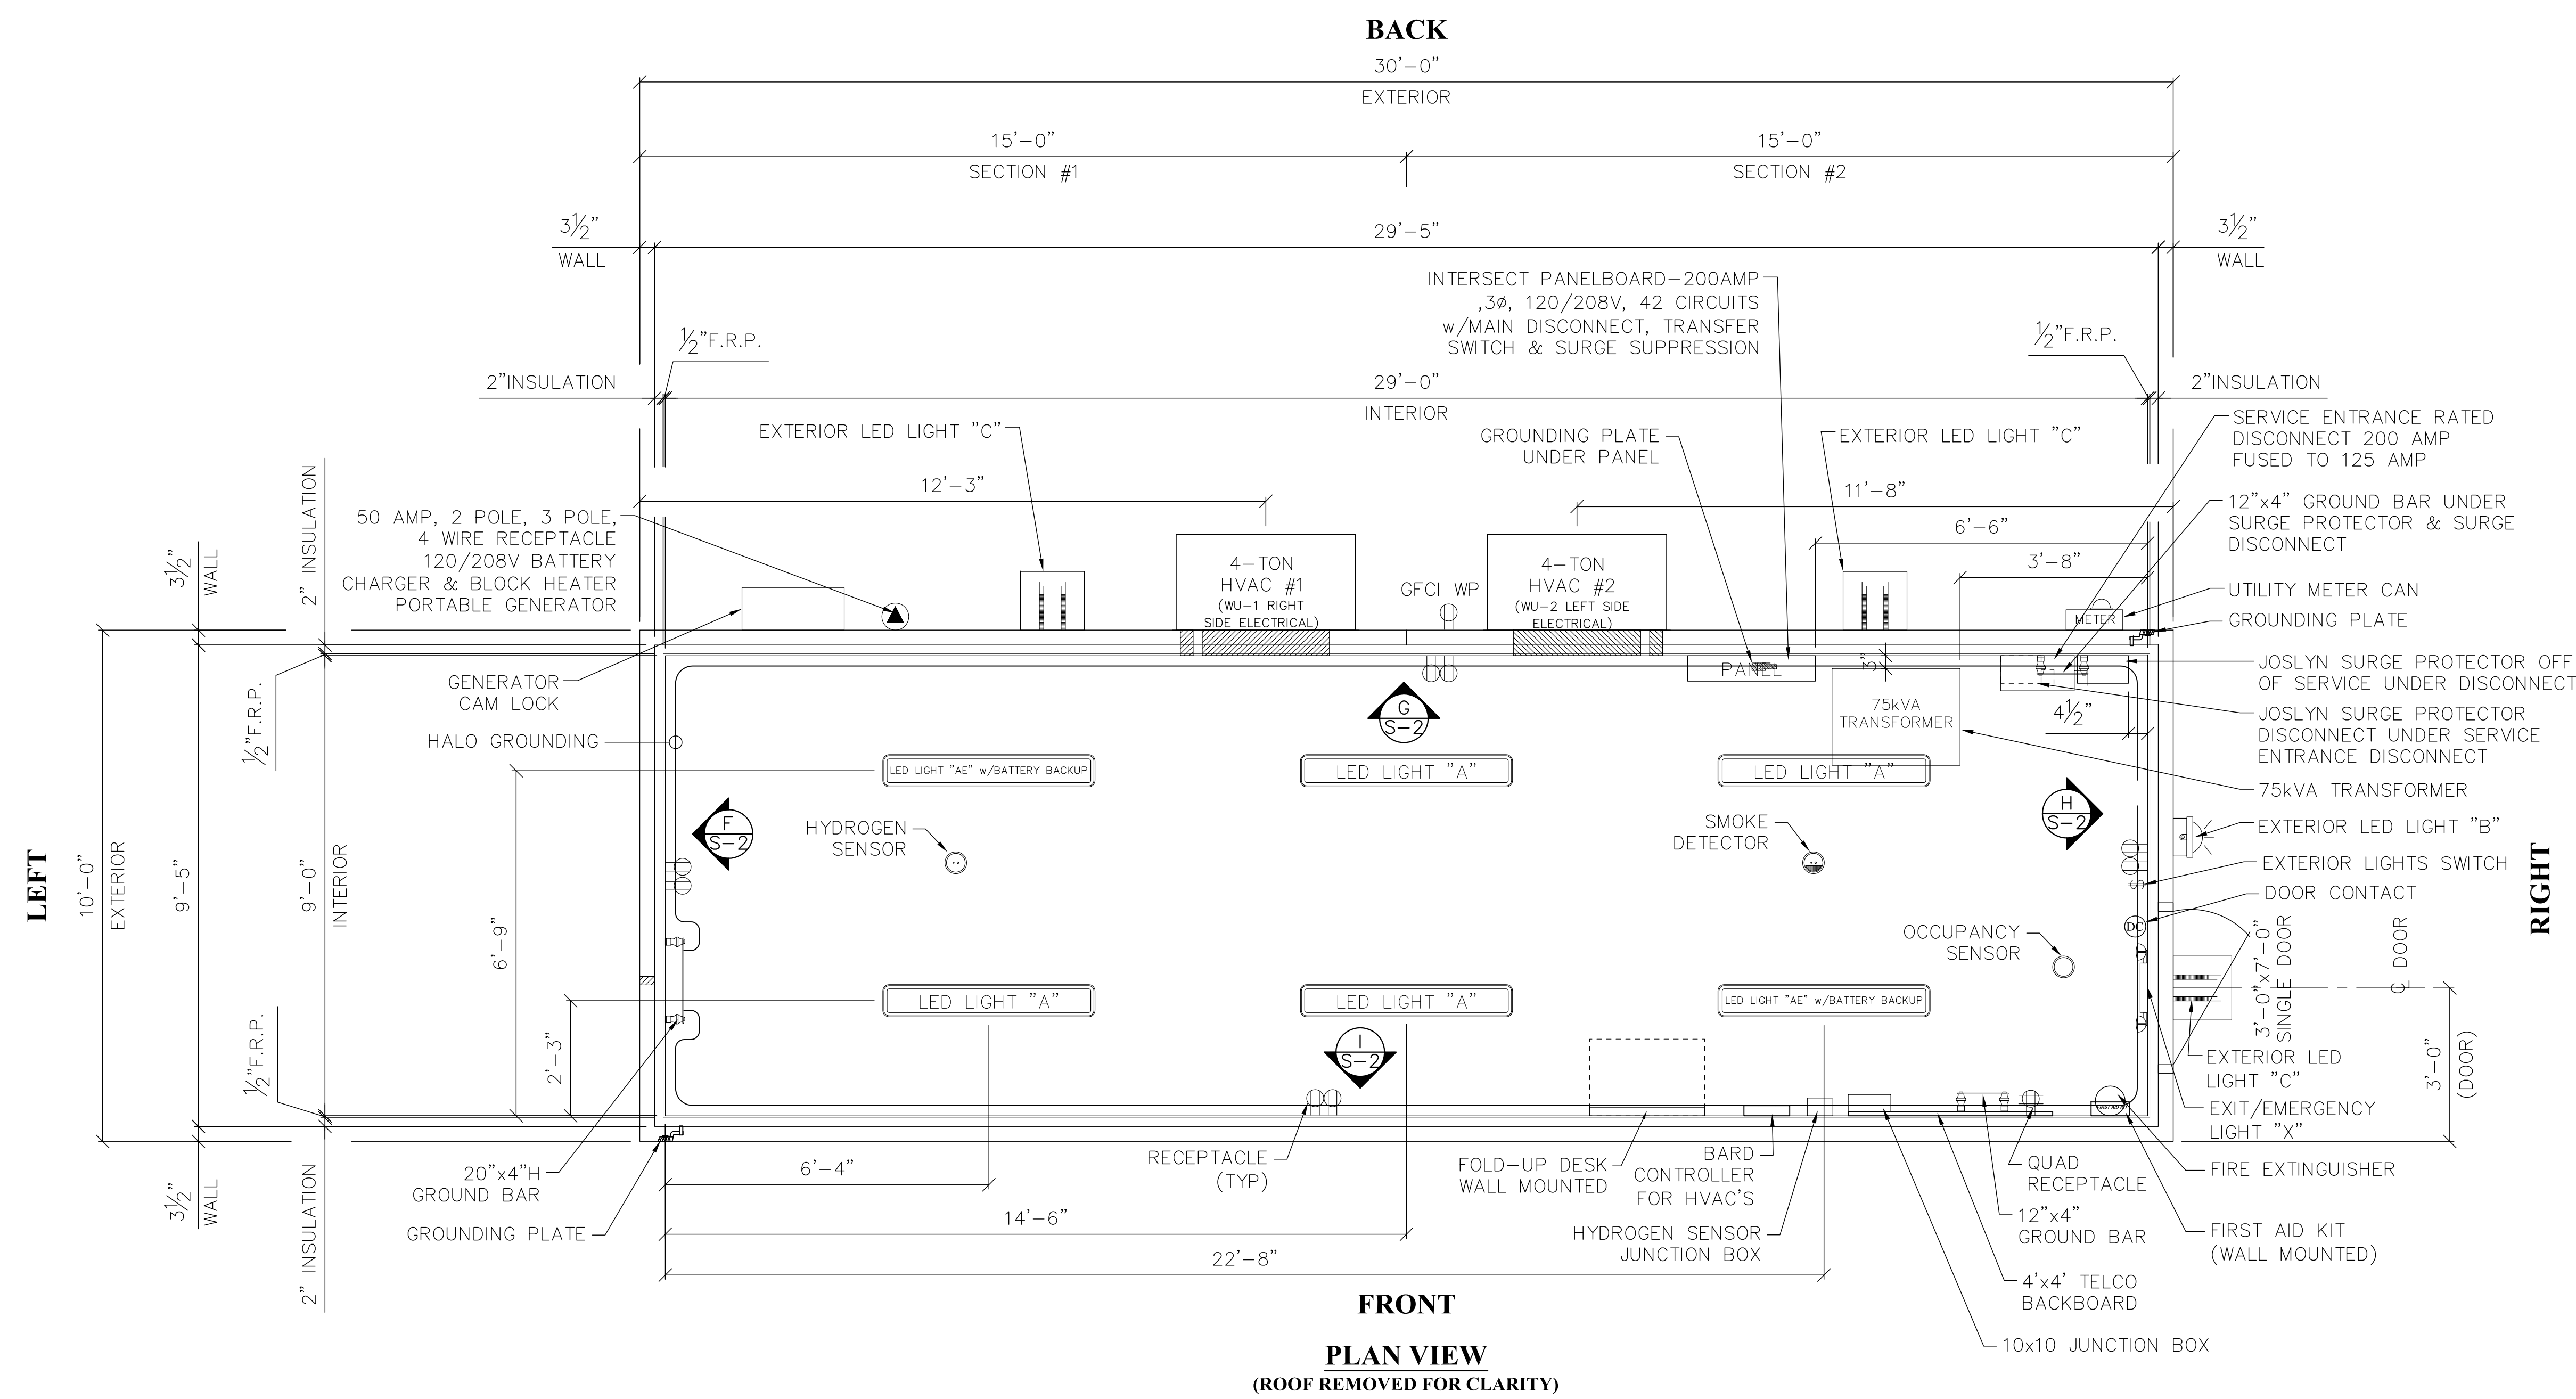 BACK
30'-0"
EXTERIOR
15'-0"
SECTION #1
15'-0"
SECTION #2
3½"
WALL
29'-5"
3½"
WALL
INTERSECT PANELBOARD-200AMP
,3ø, 120/208V, 42 CIRCUITS
w/MAIN DISCONNECT, TRANSFER
SWITCH & SURGE SUPPRESSION
½"F.R.P.
½"F.R.P.
2"INSULATION
29'-0"
INTERIOR
2"INSULATION
EXTERIOR LED LIGHT "C"
GROUNDING PLATE
UNDER PANEL
EXTERIOR LED LIGHT "C"
SERVICE ENTRANCE RATED
DISCONNECT 200 AMP
FUSED TO 125 AMP
12'-3"
11'-8"
6'-6"
3'-8"
12"x4" GROUND BAR UNDER
SURGE PROTECTOR & SURGE
DISCONNECT
50 AMP, 2 POLE, 3 POLE,
4 WIRE RECEPTACLE
120/208V BATTERY
CHARGER & BLOCK HEATER
PORTABLE GENERATOR
4-TON
HVAC #1
(WU-1 RIGHT
SIDE ELECTRICAL)
GFCI WP
4-TON
HVAC #2
(WU-2 LEFT SIDE
ELECTRICAL)
METER
UTILITY METER CAN
GROUNDING PLATE
3½"
WALL
2" INSULATION
GENERATOR
CAM LOCK
PANEL
3"
75kVA
TRANSFORMER
JOSLYN SURGE PROTECTOR OFF
OF SERVICE UNDER DISCONNECT
4½"
JOSLYN SURGE PROTECTOR
DISCONNECT UNDER SERVICE
ENTRANCE DISCONNECT
½"F.R.P.
HALO GROUNDING
G
S-2
LED LIGHT "AE" w/BATTERY BACKUP
LED LIGHT "A"
LED LIGHT "A"
75kVA TRANSFORMER
F
S-2
HYDROGEN
SENSOR
SMOKE
DETECTOR
H
S-2
EXTERIOR LED LIGHT "B"
EXTERIOR LIGHTS SWITCH
DOOR CONTACT
LEFT
10'-0"
EXTERIOR
9'-5"
9'-0"
INTERIOR
6'-9"
2'-3"
DC
OCCUPANCY
SENSOR
3'-0"x7'-0"
SINGLE DOOR
℄ DOOR
RIGHT
LED LIGHT "A"
LED LIGHT "A"
LED LIGHT "AE" w/BATTERY BACKUP
3'-0"
(DOOR)
½"F.R.P.
I
S-2
EXTERIOR LED
LIGHT "C"
FIRST AID KIT
EXIT/EMERGENCY
LIGHT "X"
3½"
WALL
2" INSULATION
20"x4"H
GROUND BAR
GROUNDING PLATE
6'-4"
14'-6"
22'-8"
RECEPTACLE
(TYP)
FOLD-UP DESK
WALL MOUNTED
BARD
CONTROLLER
FOR HVAC'S
HYDROGEN SENSOR
JUNCTION BOX
QUAD
RECEPTACLE
12"x4"
GROUND BAR
4'x4' TELCO
BACKBOARD
10x10 JUNCTION BOX
FIRE EXTINGUISHER
FIRST AID KIT
(WALL MOUNTED)
FRONT
PLAN VIEW
(ROOF REMOVED FOR CLARITY)